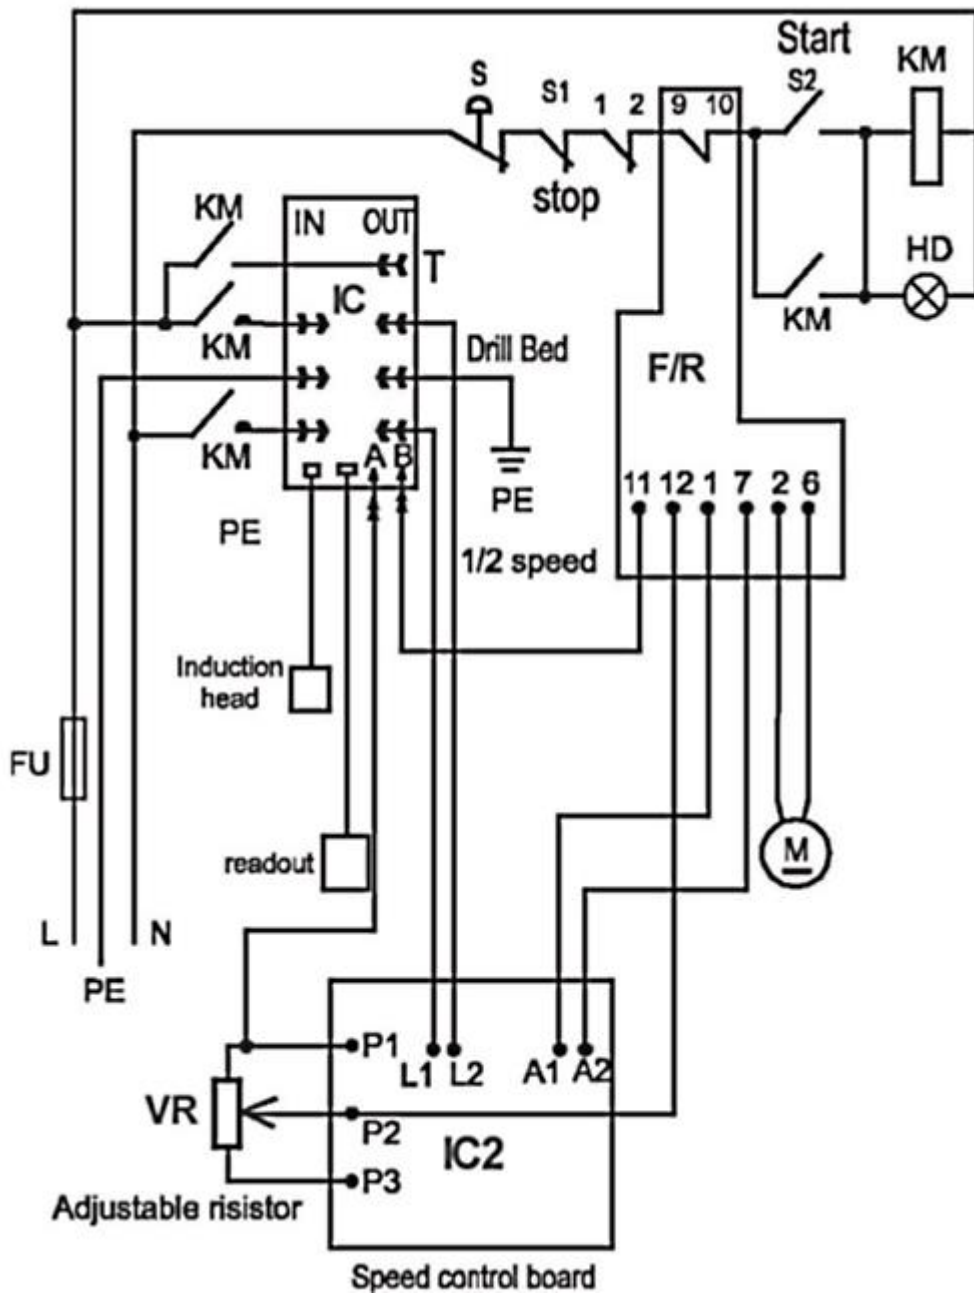 Start
S
S1
1
2
9
10
S2
KM
stop
KM
IN
OUT
T
HD
IC
KM
KM
Drill Bed
F/R
KM
A
B
PE
PE
11
12
1
7
2
6
1/2 speed
Induction
head
FU
readout
M
L
N
PE
P1
L1
L2
A1
A2
VR
P2
IC2
P3
Adjustable risistor
Speed control board